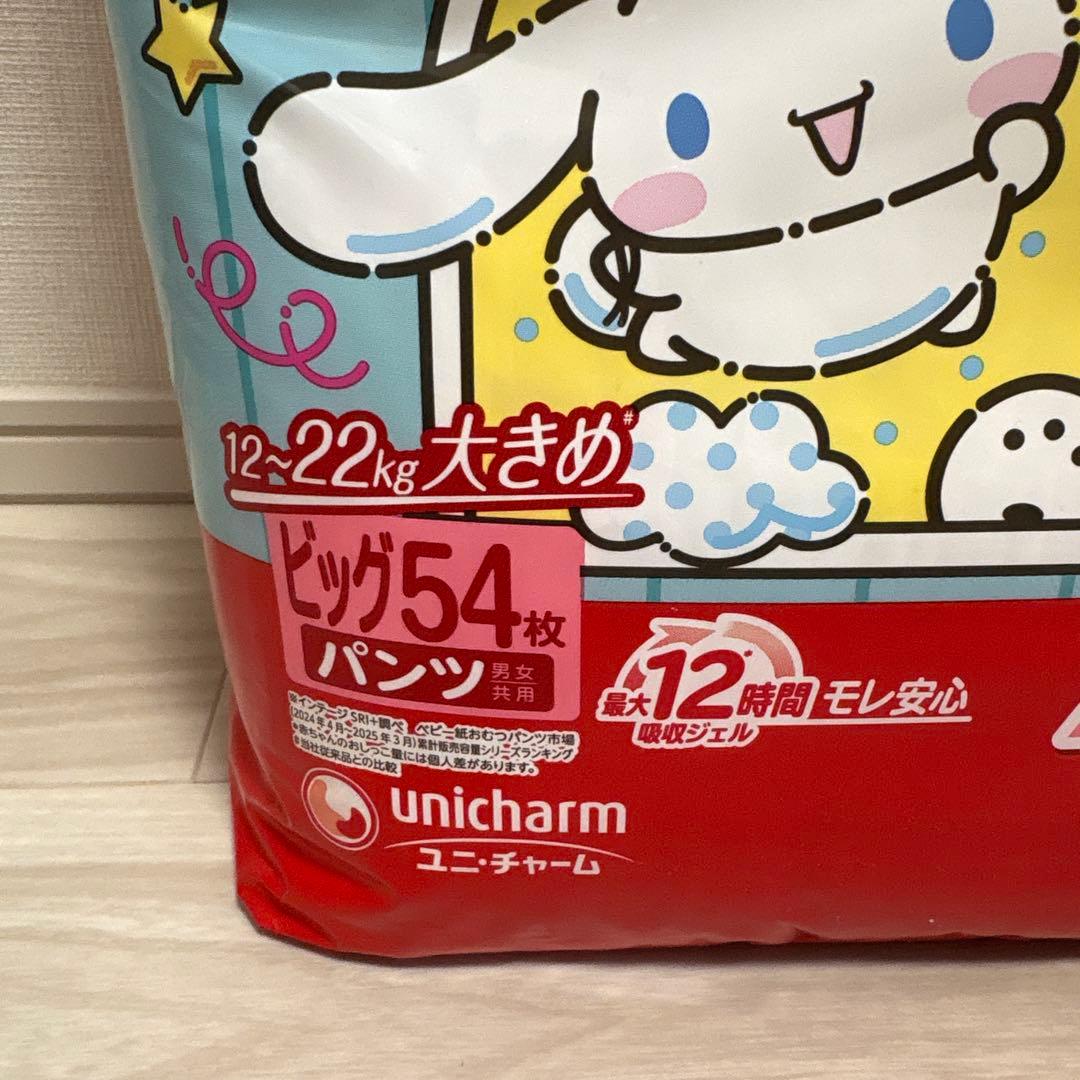 12~22kg 大きめ#
ビッグ54枚
パンツ 男女共用
最大12*時間 モレ安心
吸収ジェル
※インテージSRI+調べ ベビー紙おむつパンツ市場
(2024年4月~2025年3月)累計販売容量シリーズランキング
*赤ちゃんのおしっこ量には個人差があります。
#当社従来品との比較
unicharm
ユニ・チャーム